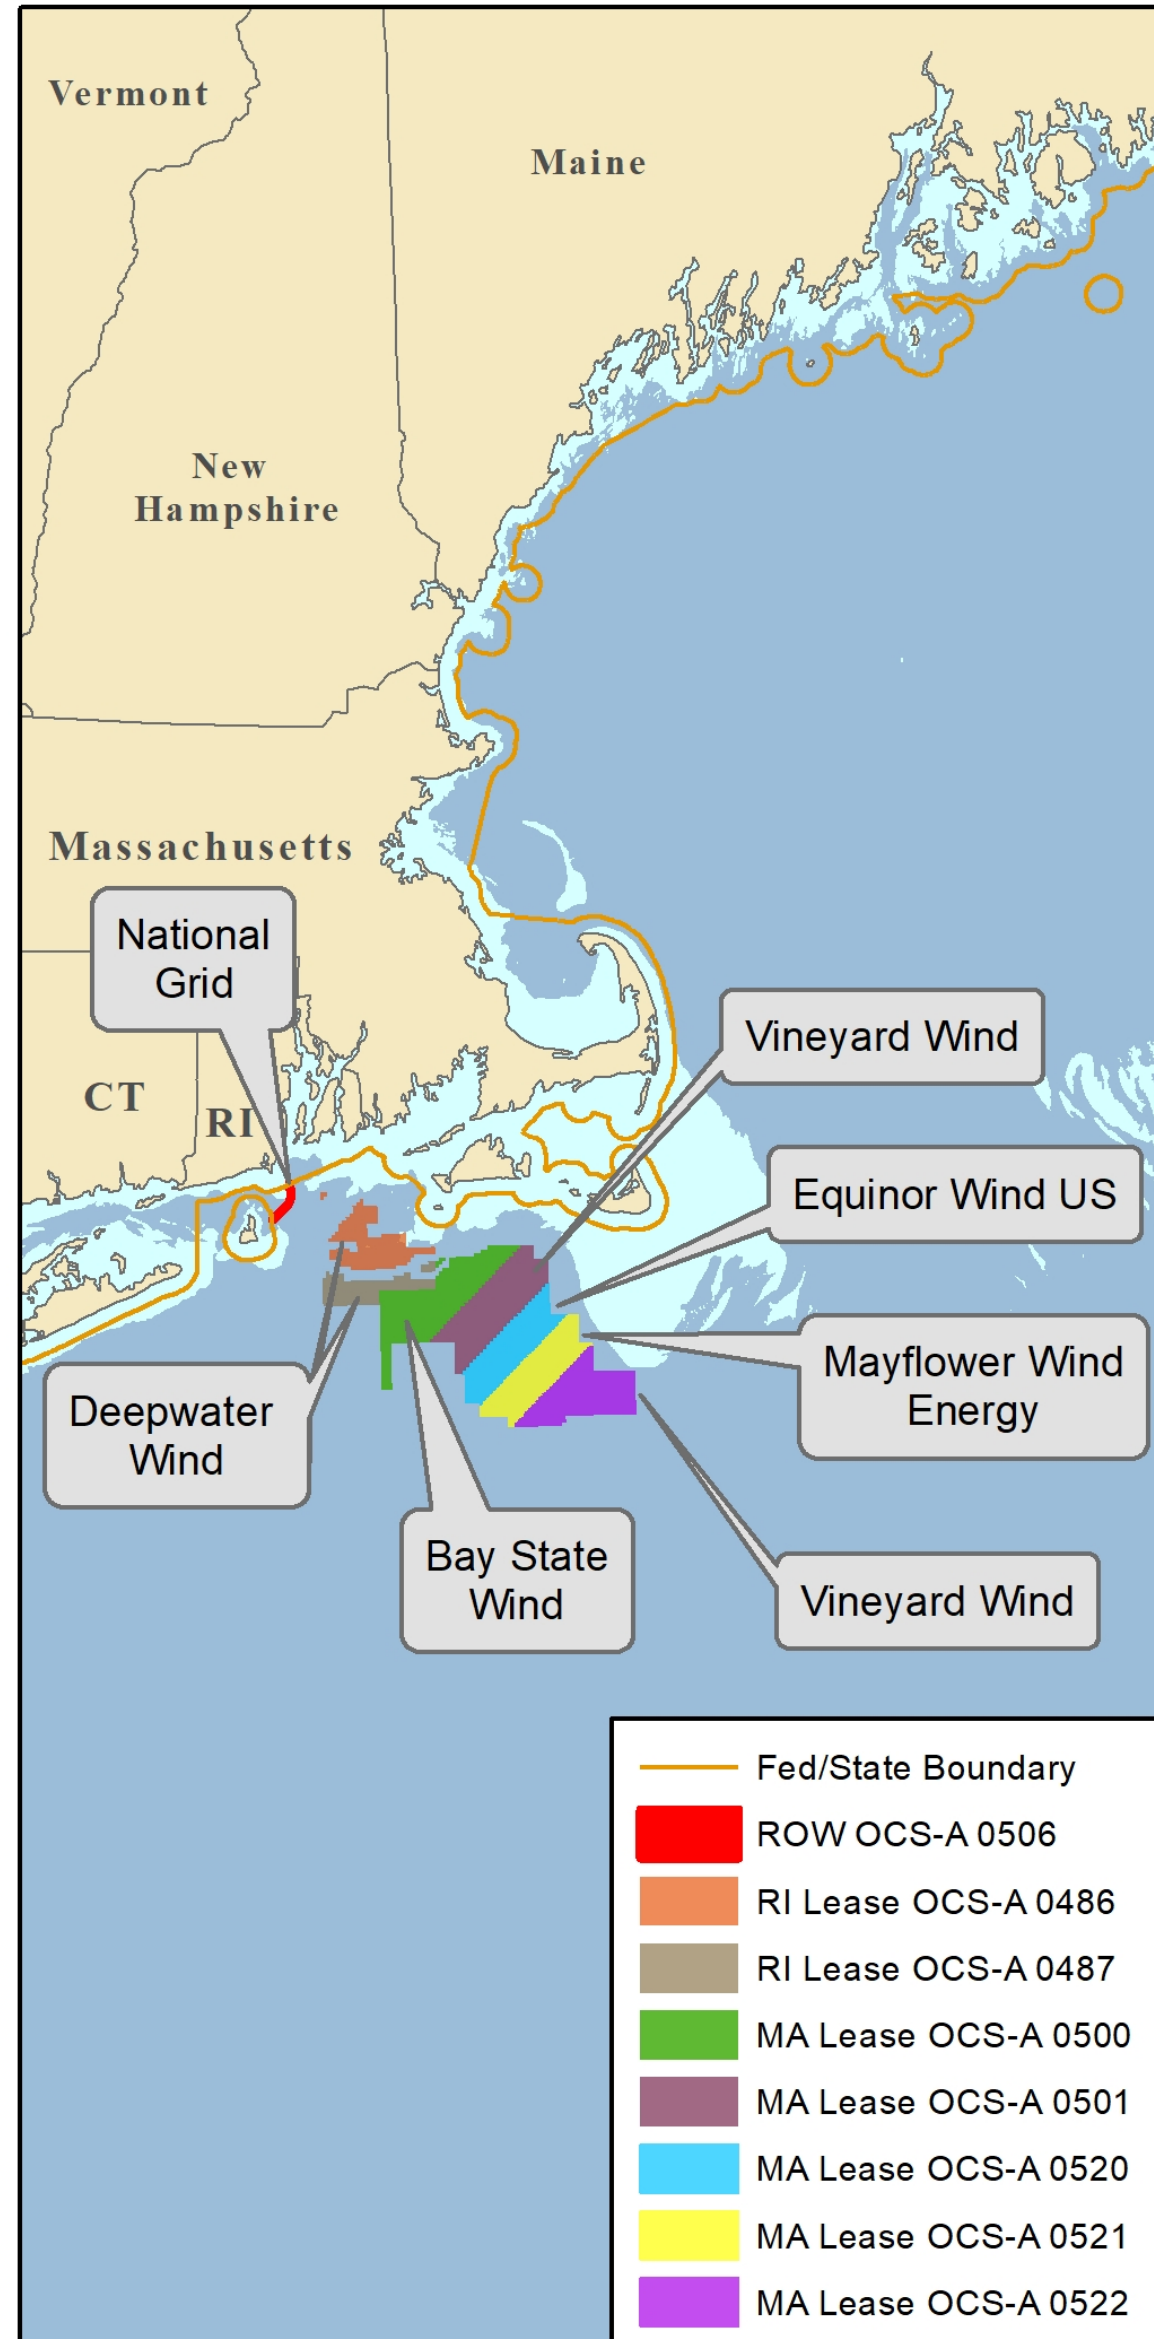 Vermont
Maine
New
Hampshire
Massachusetts
National
Grid
Vineyard Wind
CT
RI
Equinor Wind US
Mayflower Wind
Energy
Deepwater
Wind
Bay State
Wind
Vineyard Wind
Fed/State Boundary
ROW OCS-A 0506
RI Lease OCS-A 0486
RI Lease OCS-A 0487
MA Lease OCS-A 0500
MA Lease OCS-A 0501
MA Lease OCS-A 0520
MA Lease OCS-A 0521
MA Lease OCS-A 0522